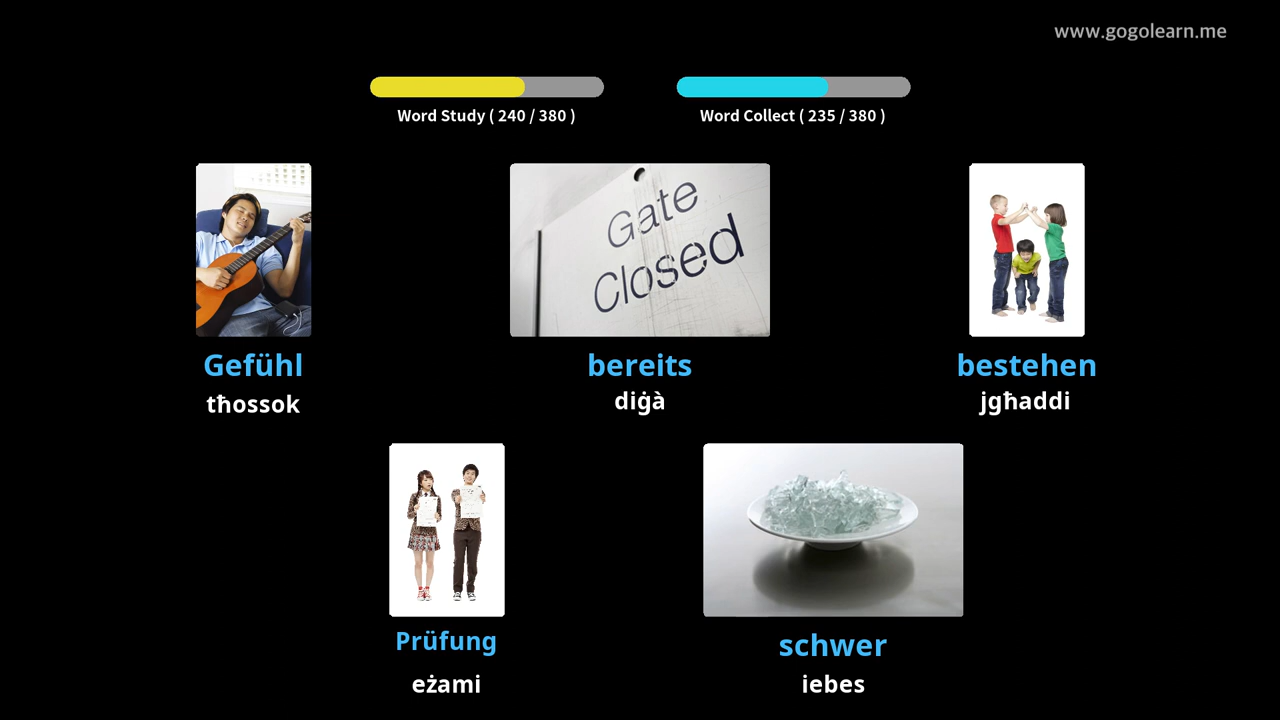 www.gogolearn.me
Word Study ( 240 / 380 )
Word Collect ( 235 / 380 )
Gate
Closed
Gefühl
bereits
bestehen
tħossok
diġà
jgħaddi
Prüfung
schwer
eżami
iebes